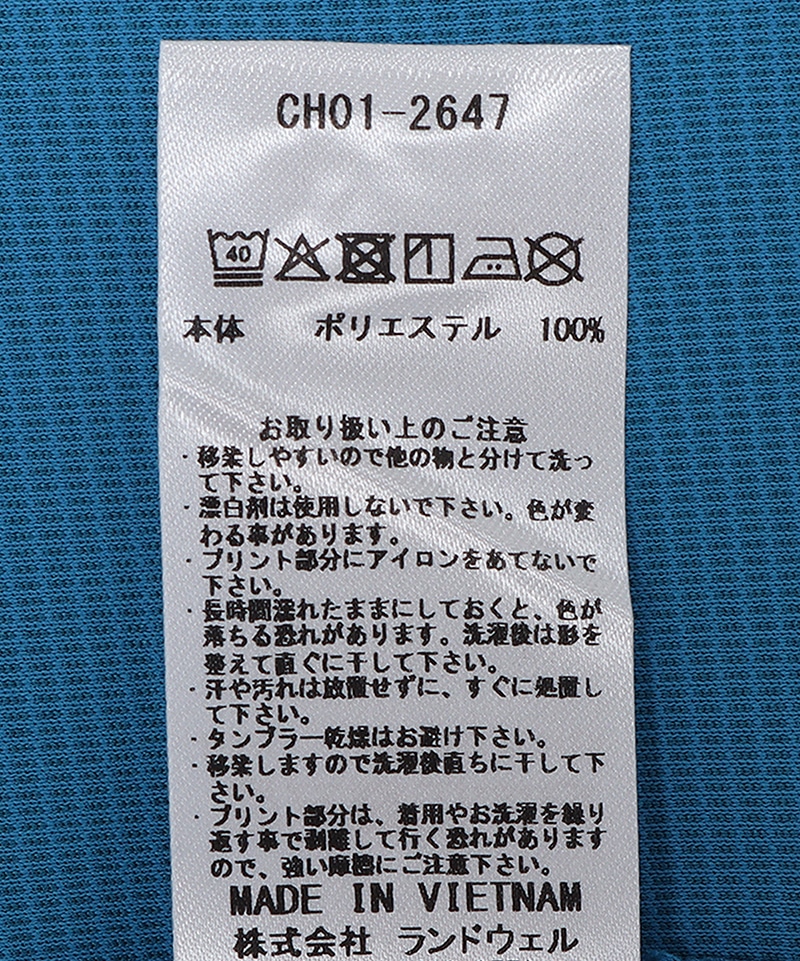 CH01-2647
40
本体 ポリエステル 100%
お取り扱い上のご注意
・移染しやすいので他の物と分けて洗っ
て下さい。
・漂白剤は使用しないで下さい。色が変
わる事があります。
・プリント部分にアイロンをあてないで
下さい。
・長時間濡れたままにしておくと、色が
落ちる恐れがあります。洗濯後は形を
整えて直ぐに干して下さい。
・汗や汚れは放置せずに、すぐに処置し
て下さい。
・タンブラー乾燥はお避け下さい。
・移染しますので洗濯後直ちに干して下
さい。
・プリント部分は、着用やお洗濯を繰り
返す事で剥離して行く恐れがあります
ので、強い摩擦にご注意下さい。
MADE IN VIETNAM
株式会社 ランドウェル